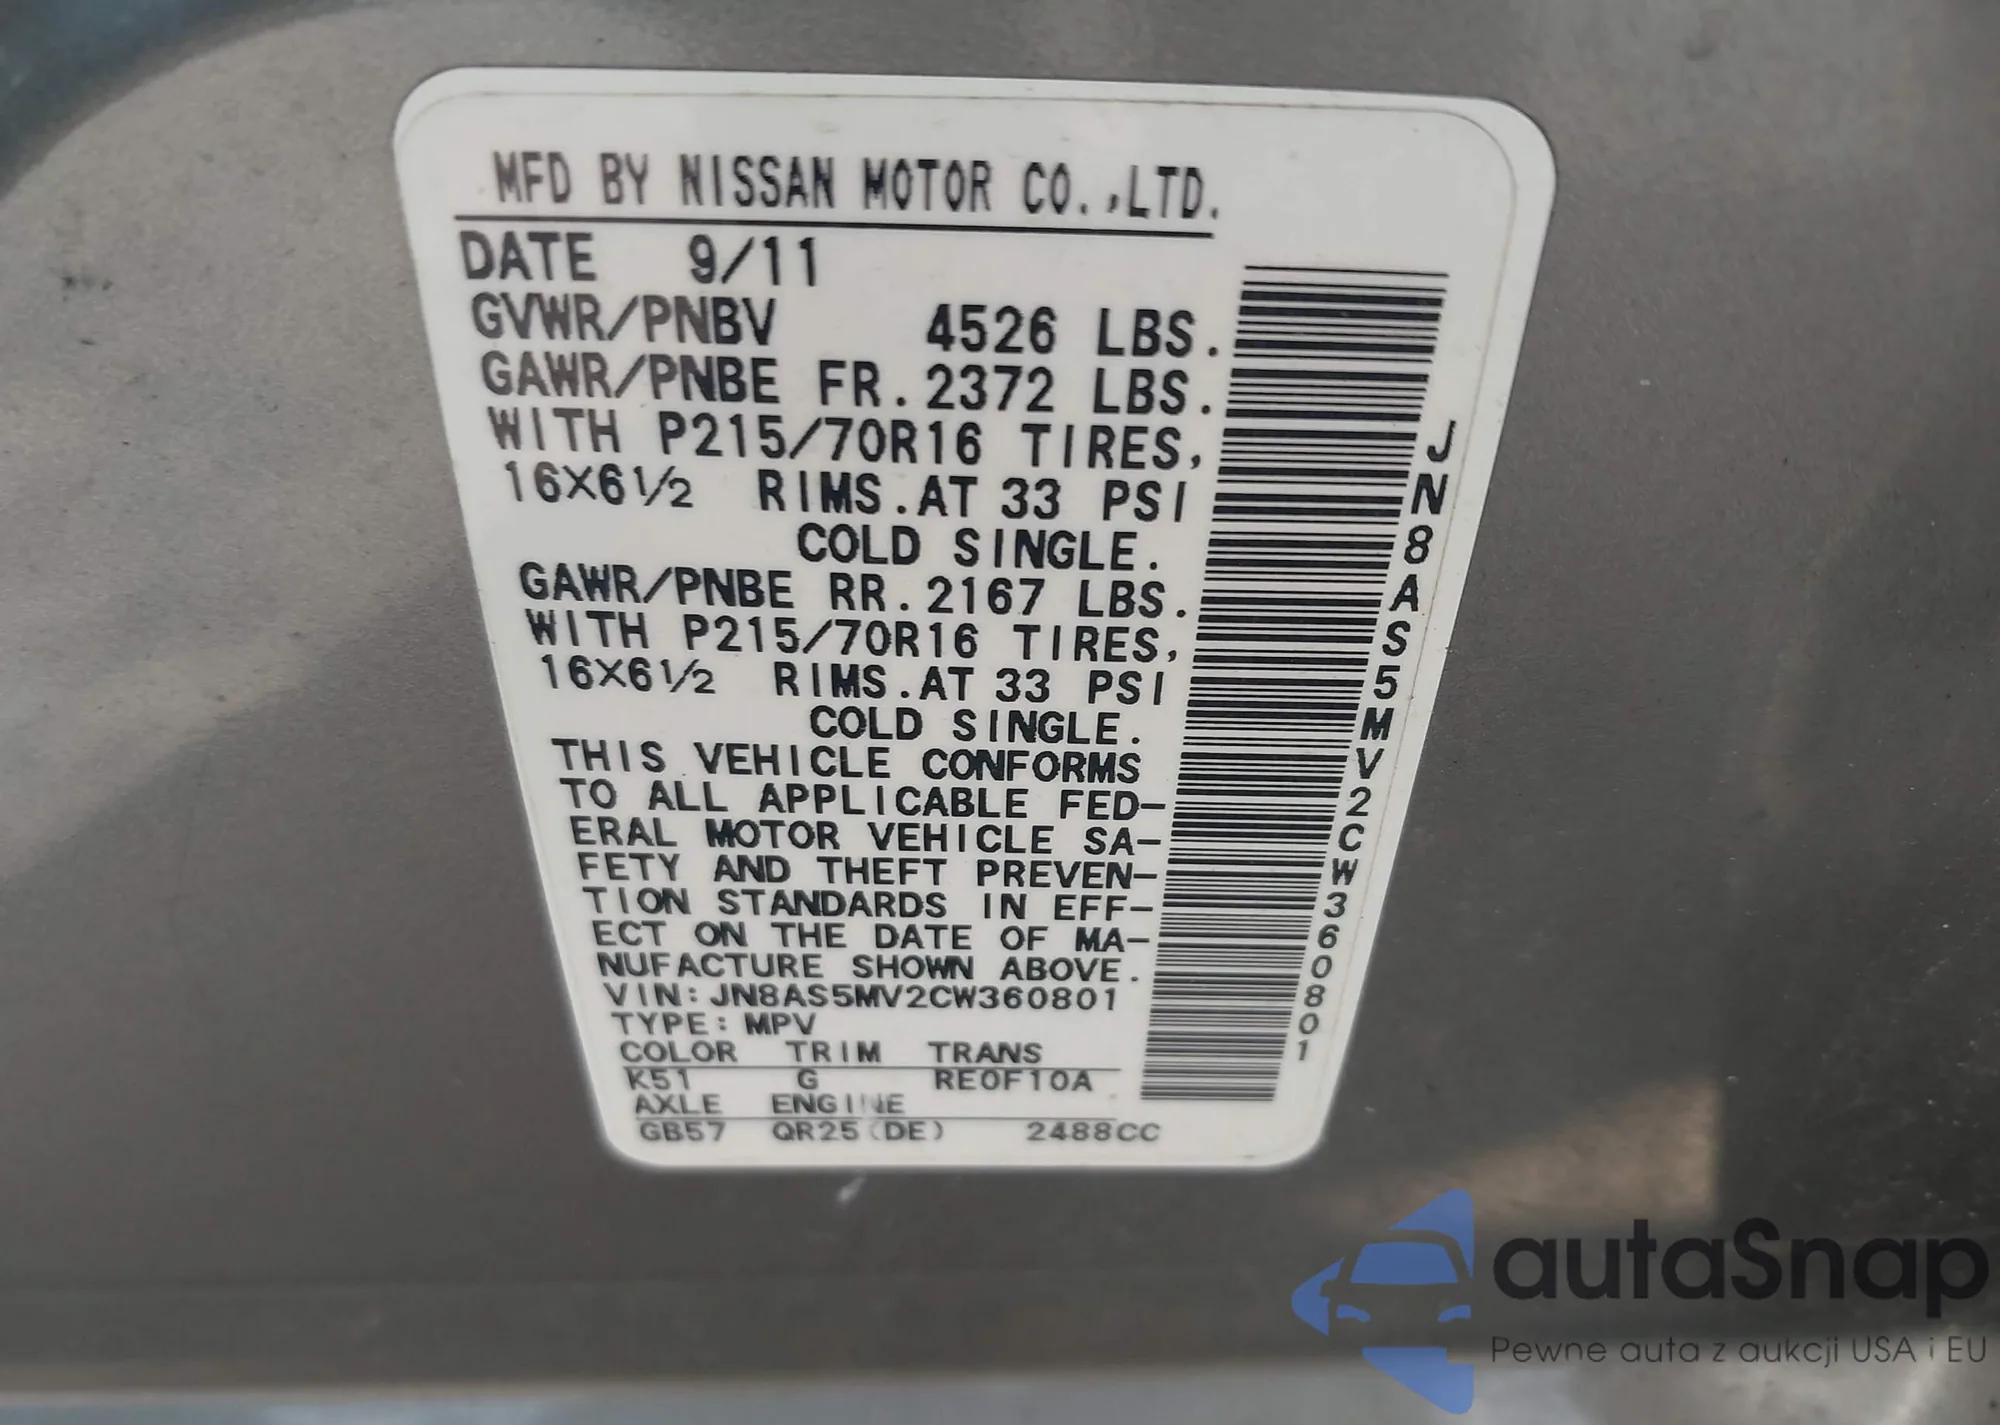 MFD BY NISSAN MOTOR CO.,LTD.
DATE 9/11
GVWR/PNBV 4526 LBS.
GAWR/PNBE FR.2372 LBS.
WITH P215/70R16 TIRES,
16X6½ RIMS.AT 33 PSI
COLD SINGLE.
GAWR/PNBE RR.2167 LBS.
WITH P215/70R16 TIRES,
16X6½ RIMS.AT 33 PSI
COLD SINGLE.
THIS VEHICLE CONFORMS
TO ALL APPLICABLE FED-
ERAL MOTOR VEHICLE SA-
FETY AND THEFT PREVEN-
TION STANDARDS IN EFF-
ECT ON THE DATE OF MA-
NUFACTURE SHOWN ABOVE.
VIN: JN8AS5MV2CW360801
TYPE: MPV
COLOR TRIM TRANS
K51 G RE0F10A
AXLE ENGINE
GB57 QR25(DE) 2488CC
JN8AS5MV2CW360801
autaSnap
Pewne auta z aukcji USA i EU